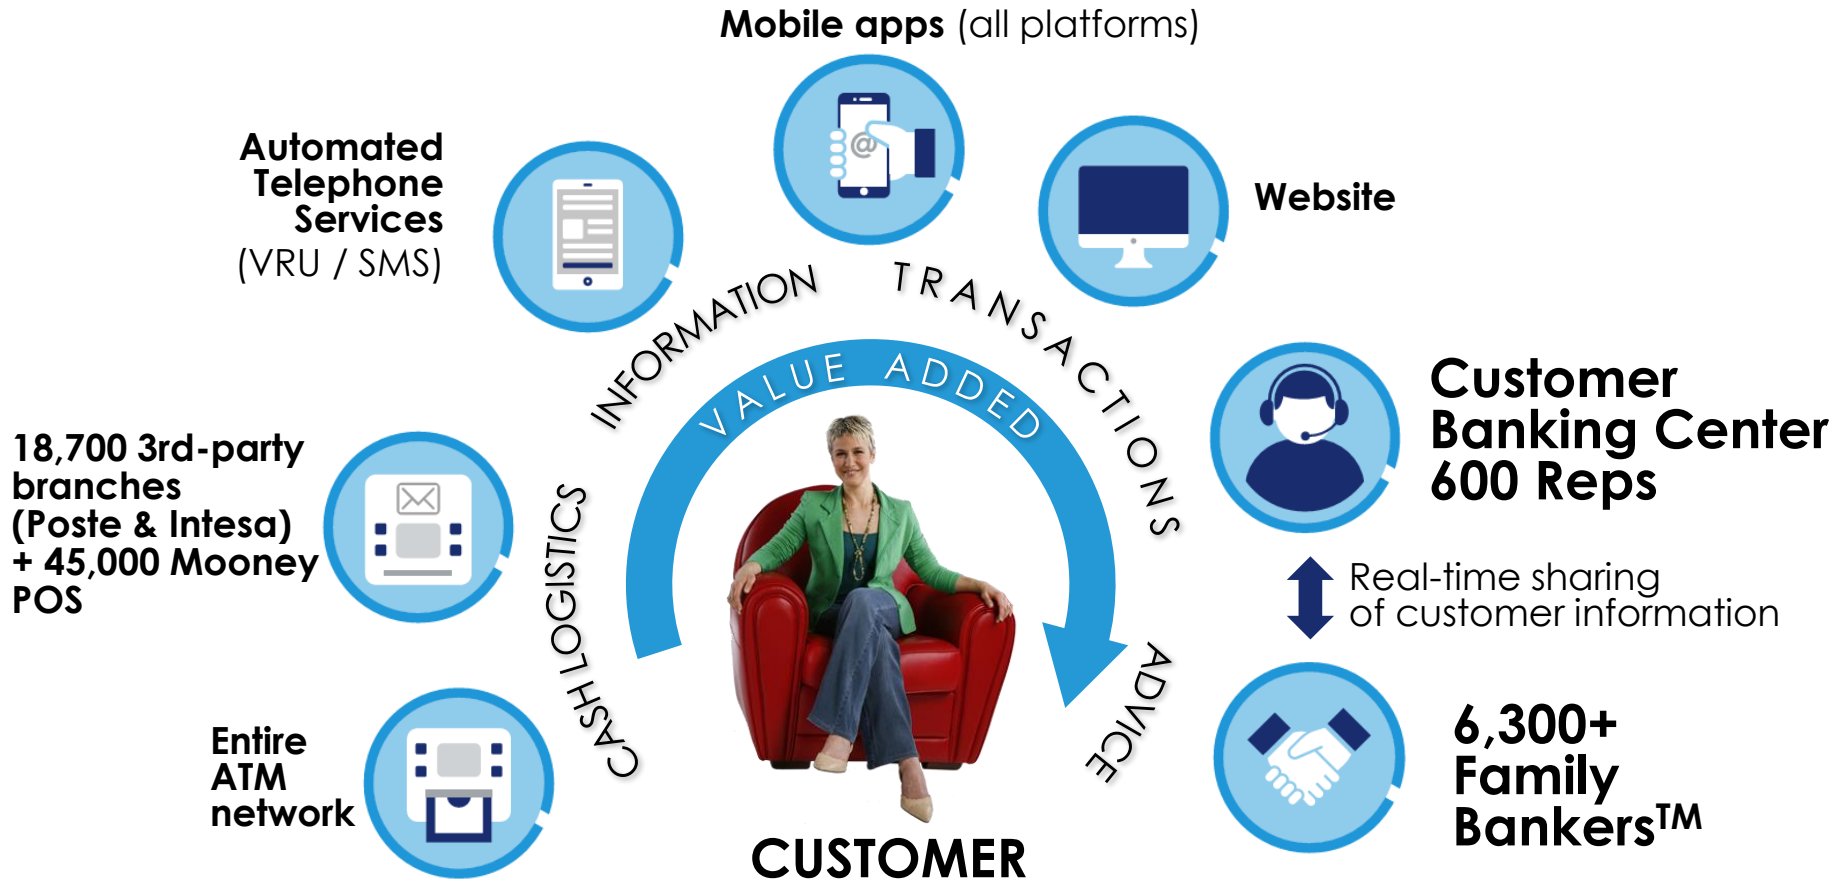 Mobile apps (all platforms)
Automated
Telephone
Services
(VRU / SMS)
Website
INFORMATION
TRANSACTIONS
VALUE ADDED
Customer
Banking Center
600 Reps
18,700 3rd-party
branches
(Poste & Intesa)
+ 45,000 Mooney
POS
CASH LOGISTICS
Real-time sharing
of customer information
ADVICE
Entire
ATM
network
6,300+
Family
Bankers™
@
CUSTOMER